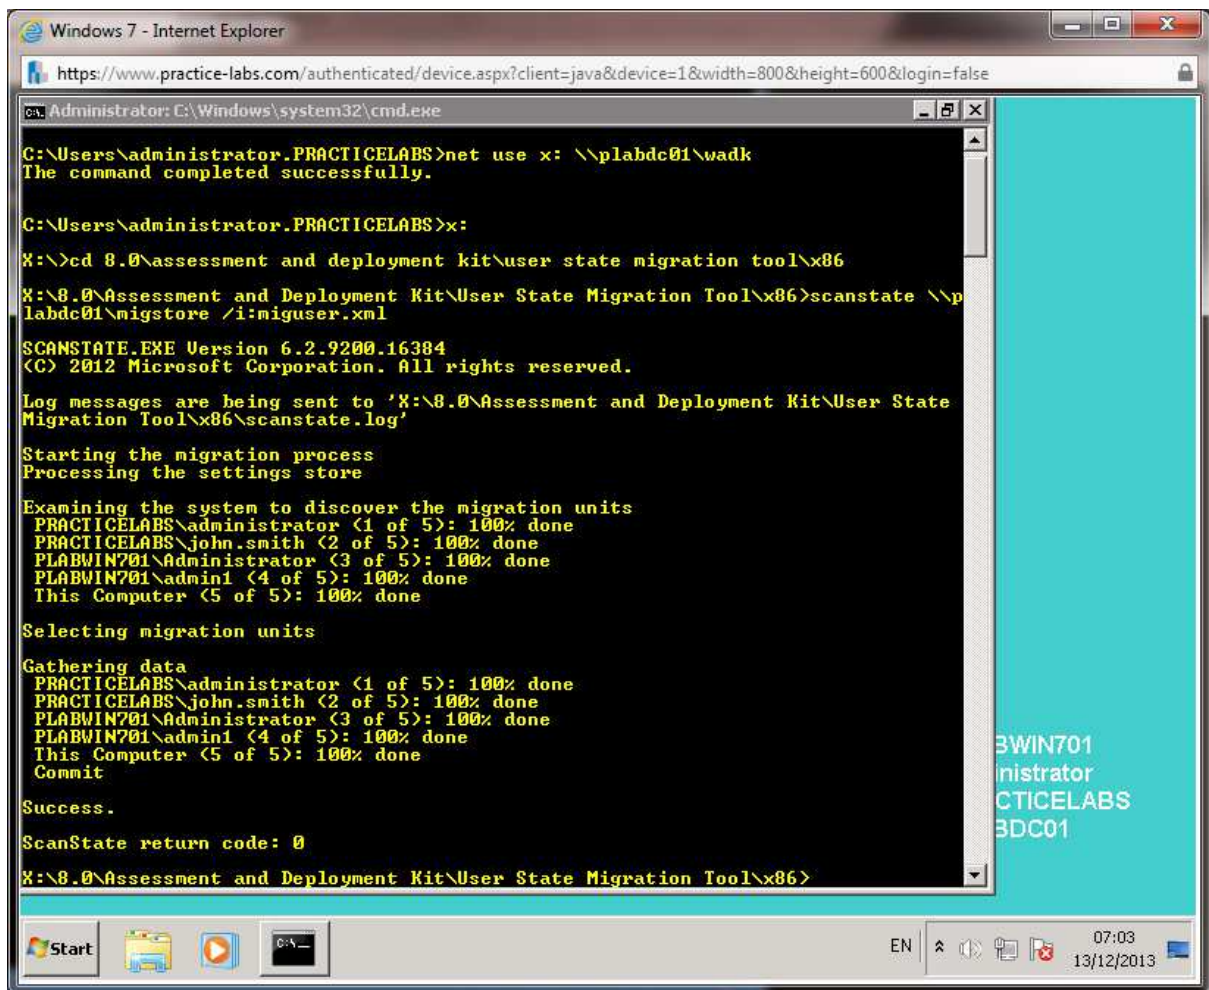 Windows 7 - Internet Explorer
https://www.practice-labs.com/authenticated/device.aspx?client=java&device=1&width=800&height=600&login=false
Administrator: C:\Windows\system32\cmd.exe
C:\Users\administrator.PRACTICELABS>net use x: \\plabdc01\wadk
The command completed successfully.
C:\Users\administrator.PRACTICELABS>x:
X:\>cd 8.0\assessment and deployment kit\user state migration tool\x86
X:\8.0\Assessment and Deployment Kit\User State Migration Tool\x86>scanstate \\p
labdc01\migstore /i:miguser.xml
SCANSTATE.EXE Version 6.2.9200.16384
(C) 2012 Microsoft Corporation. All rights reserved.
Log messages are being sent to 'X:\8.0\Assessment and Deployment Kit\User State
Migration Tool\x86\scanstate.log'
Starting the migration process
Processing the settings store
Examining the system to discover the migration units
PRACTICELABS\administrator (1 of 5): 100% done
PRACTICELABS\john.smith (2 of 5): 100% done
PLABWIN701\Administrator (3 of 5): 100% done
PLABWIN701\admin1 (4 of 5): 100% done
This Computer (5 of 5): 100% done
Selecting migration units
Gathering data
PRACTICELABS\administrator (1 of 5): 100% done
PRACTICELABS\john.smith (2 of 5): 100% done
PLABWIN701\Administrator (3 of 5): 100% done
PLABWIN701\admin1 (4 of 5): 100% done
This Computer (5 of 5): 100% done
Commit
Success.
ScanState return code: 0
X:\8.0\Assessment and Deployment Kit\User State Migration Tool\x86>
BWIN701
inistrator
CTICELABS
BDC01
Start
EN
07:03
13/12/2013